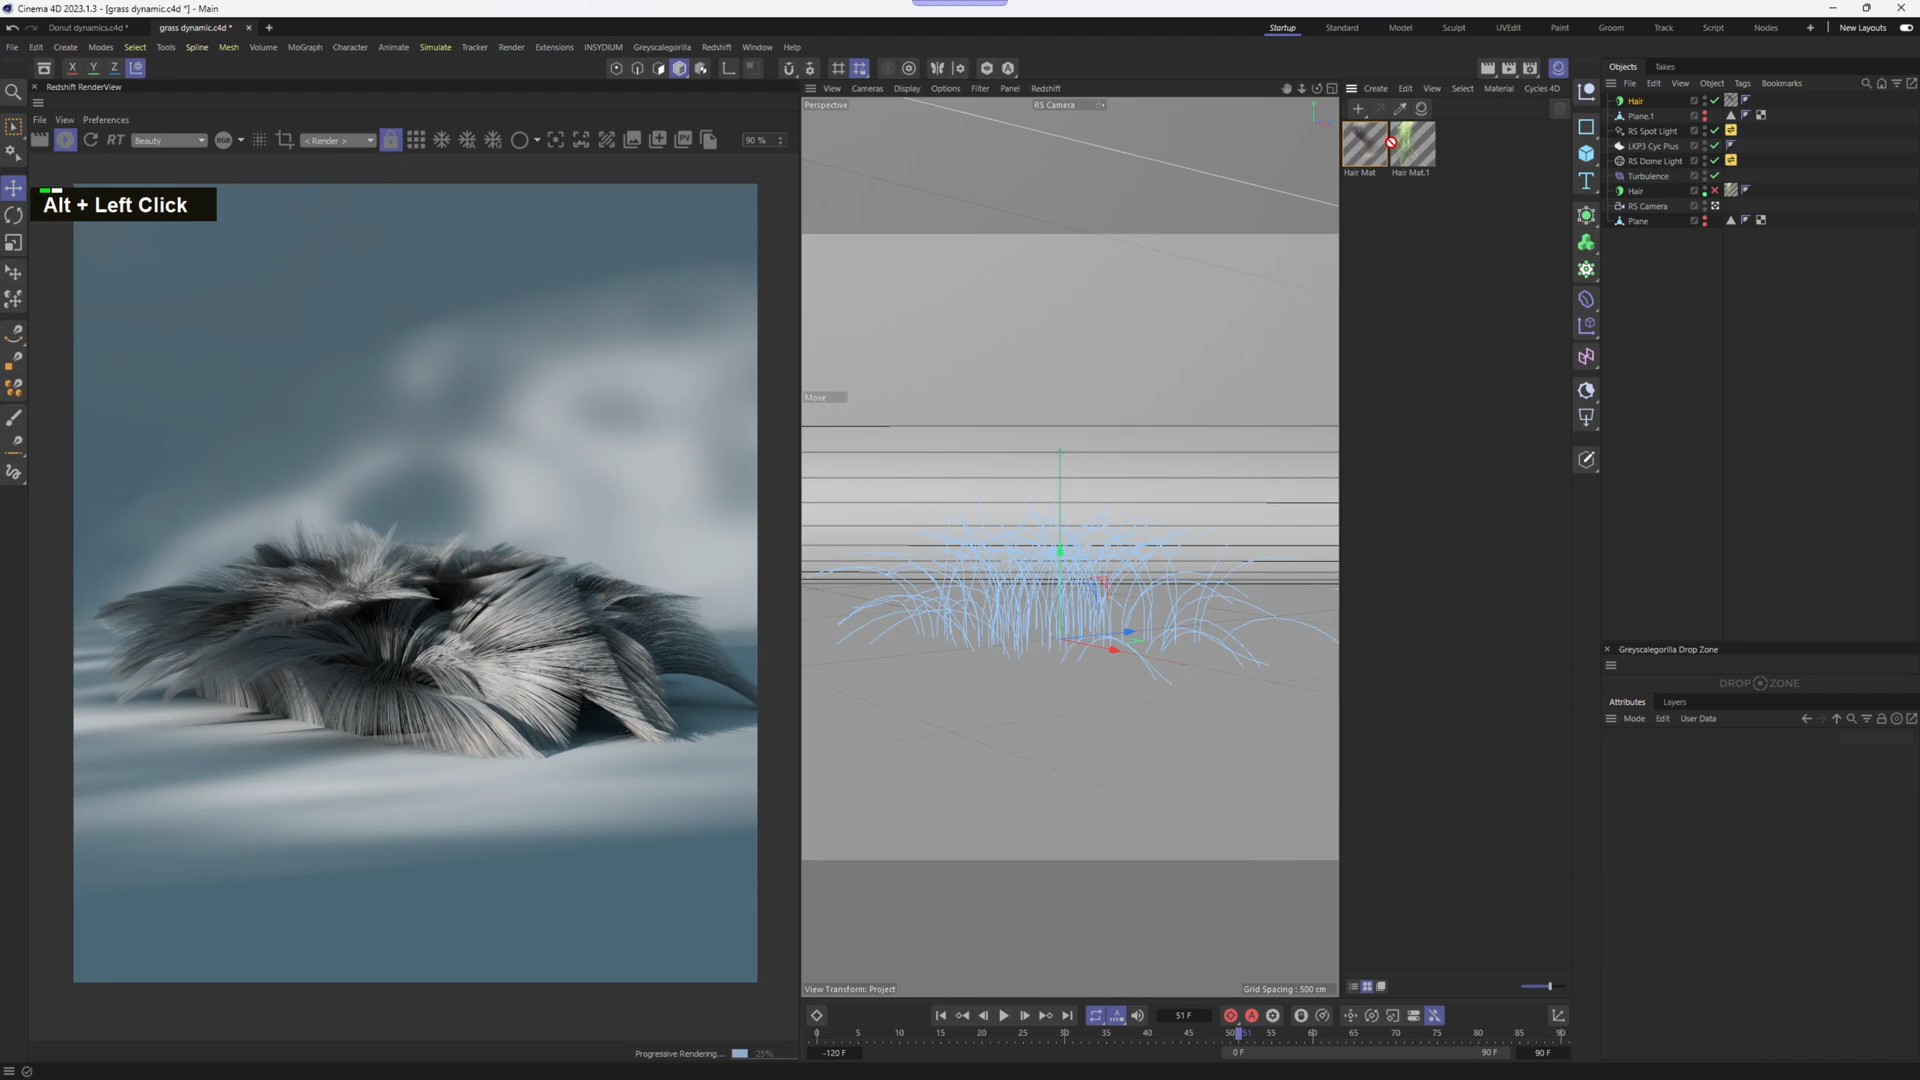 Cinema 4D 2023.1.3 - [grass dynamic.c4d *] - Main
Donut dynamics.c4d *
grass dynamic.c4d *
Startup Standard Model Sculpt UVEdit Paint Groom Track Script Nodes New Layouts
File Edit Create Modes Select Tools Spline Mesh Volume MoGraph Character Animate Simulate Tracker Render Extensions INSYDIUM Greyscalegorilla Redshift Window Help
X Y Z
Redshift RenderView
File View Preferences
RT Beauty RGB < Render > PV 90 %
Alt + Left Click
View Cameras Display Options Filter Panel Redshift
Perspective
RS Camera
Move
View Transform: Project
Grid Spacing : 500 cm
Create Edit View Select Material Cycles 4D
Hair Mat
Hair Mat.1
Objects Takes
File Edit View Object Tags Bookmarks
Hair
Plane.1
RS Spot Light
LKP3 Cyc Plus
RS Dome Light
Turbulence
Hair
RS Camera
Plane
Greyscalegorilla Drop Zone
DROP ZONE
Attributes Layers
Mode Edit User Data
51 F
0 5 10 15 20 25 30 35 40 45 50 51 60 65 70 75 80 85 90
-120 F
0 F
90 F
90 F
Progressive Rendering...
25%